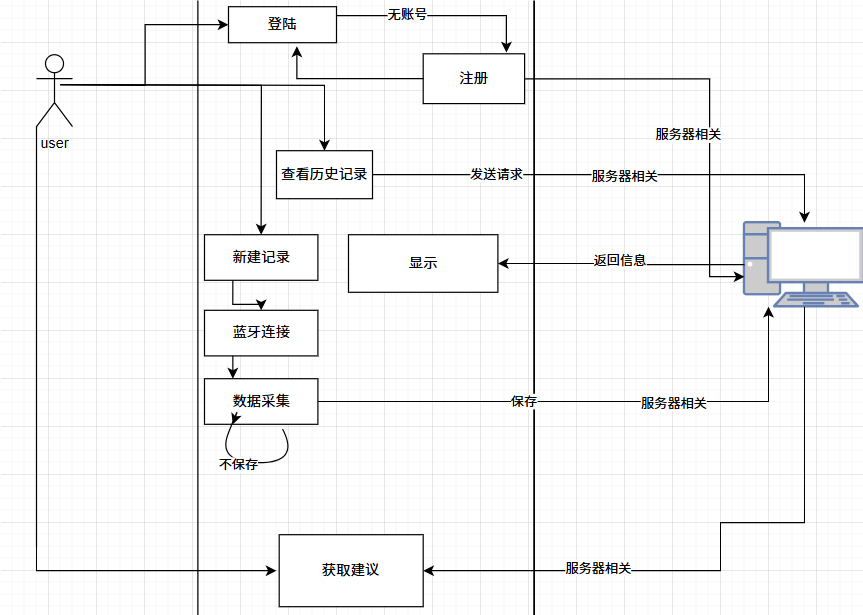 登陆
无账号
注册
user
服务器相关
查看历史记录
发送请求
服务器相关
新建记录
显示
返回信息
蓝牙连接
数据采集
保存
服务器相关
不保存
获取建议
服务器相关